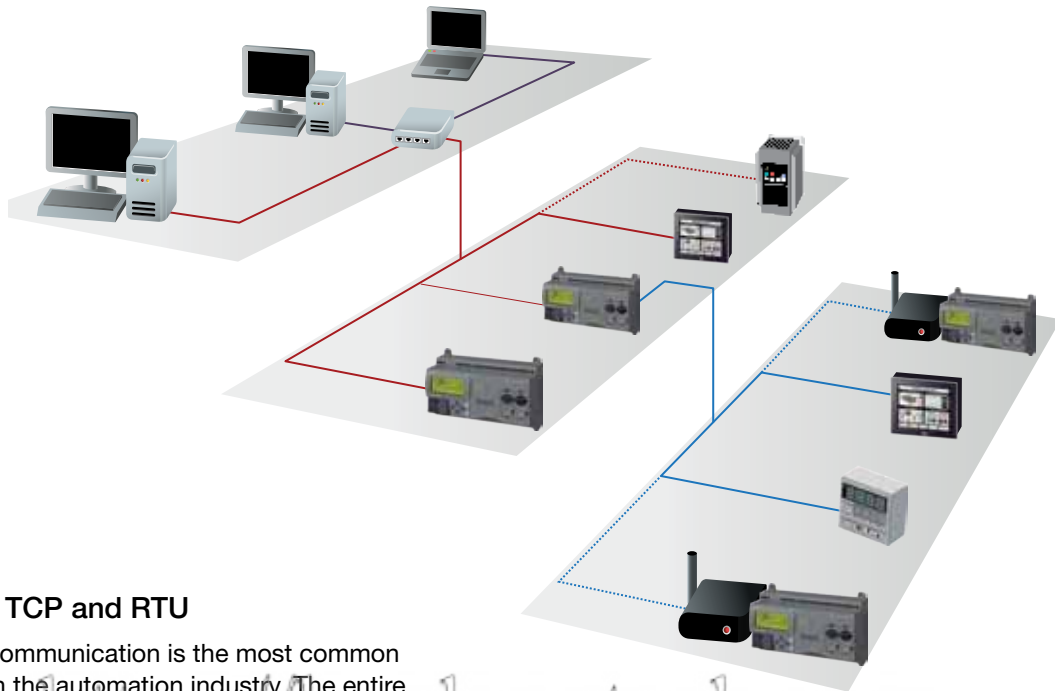 TCP and RTU
ommunication is the most common
the automation industry. The entire